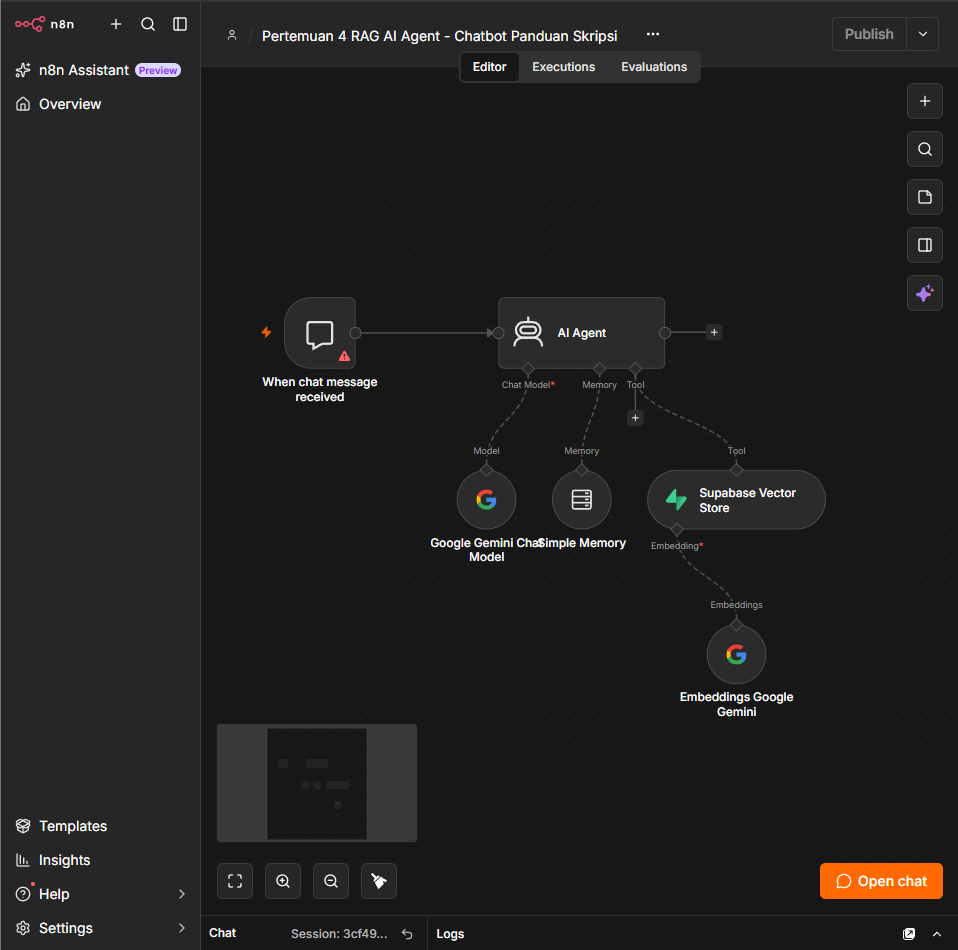 n8n
n8n Assistant Preview
Overview
Templates
Insights
Help
Settings
Pertemuan 4 RAG AI Agent - Chatbot Panduan Skripsi
Publish
Editor Executions Evaluations
When chat message
received
AI Agent
Chat Model* Memory Tool
Model
Memory
Tool
Google Gemini Chat
Model
Simple Memory
Supabase Vector
Store
Embedding*
Embeddings
Embeddings Google
Gemini
Open chat
Chat
Session: 3cf49...
Logs